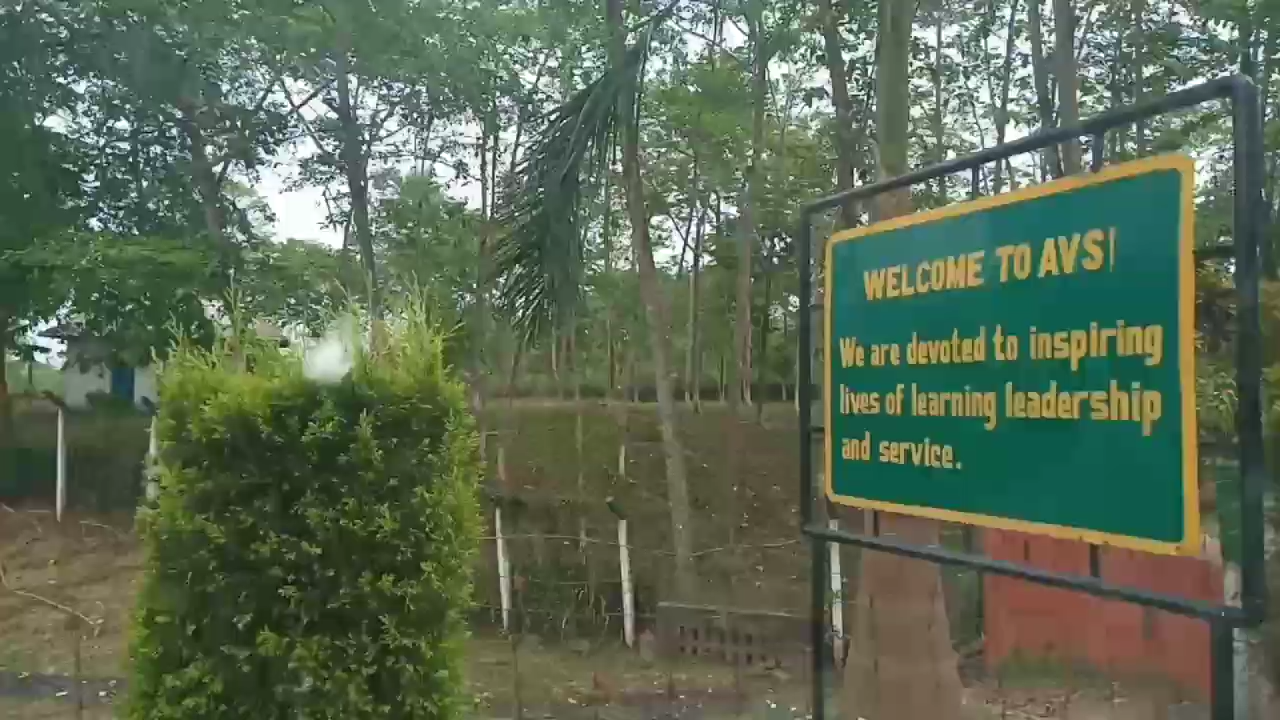 WELCOME TO AVS|
We are devoted to inspiring
lives of learning leadership
and service.